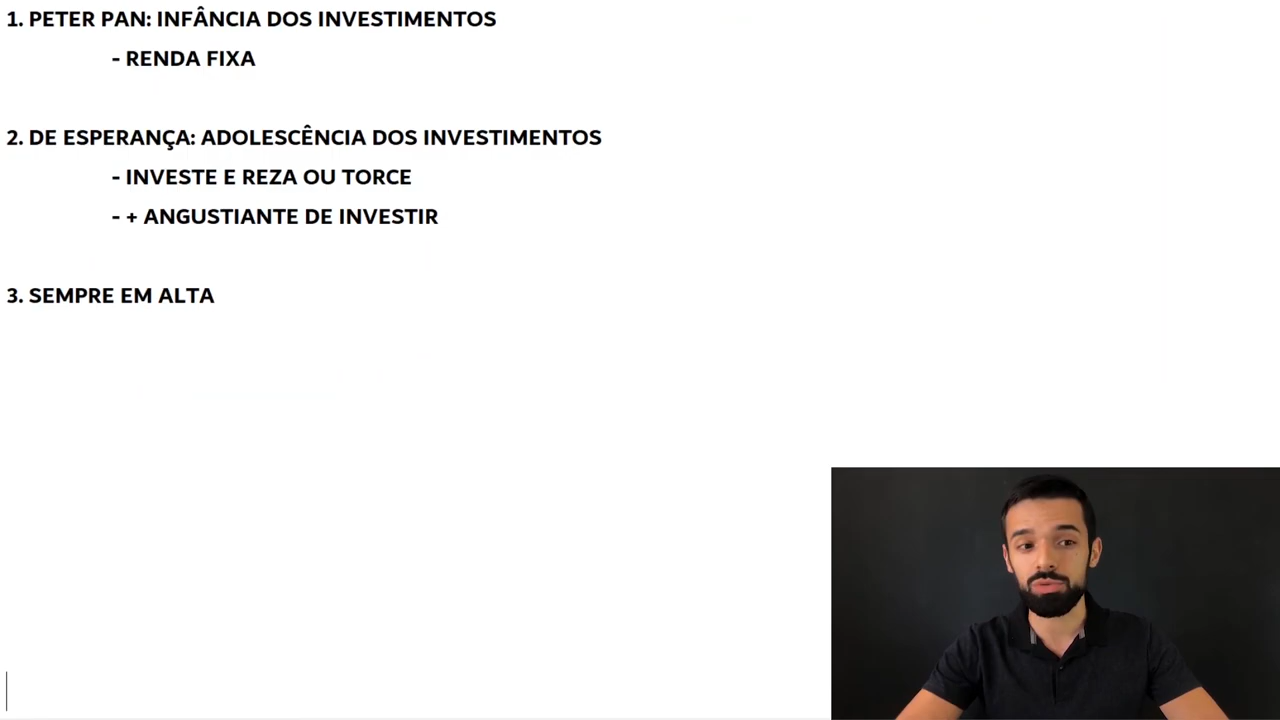 1. PETER PAN: INFÂNCIA DOS INVESTIMENTOS
- RENDA FIXA
2. DE ESPERANÇA: ADOLESCÊNCIA DOS INVESTIMENTOS
- INVESTE E REZA OU TORCE
- + ANGUSTIANTE DE INVESTIR
3. SEMPRE EM ALTA